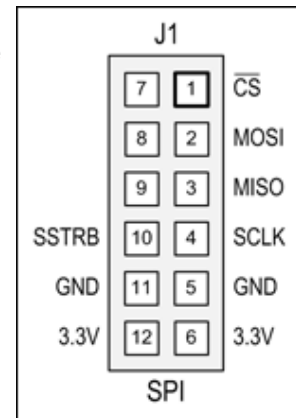 J1
7 1 C̅S̅
8 2 MOSI
9 3 MISO
SSTRB 10 4 SCLK
GND 11 5 GND
3.3V 12 6 3.3V
SPI